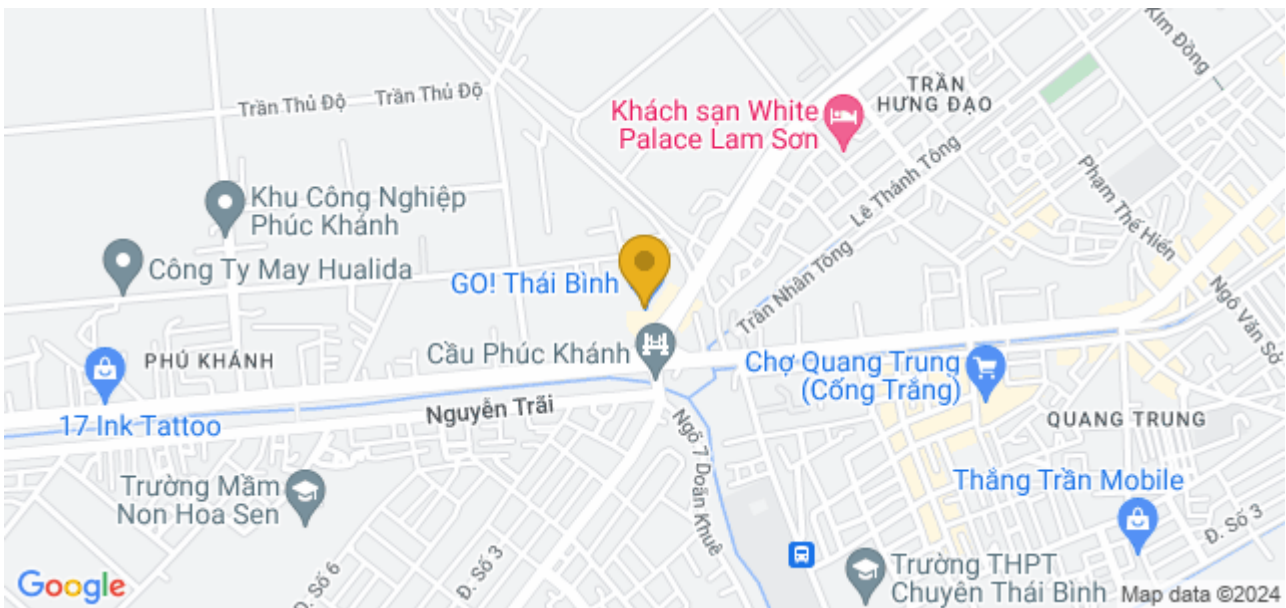 Kim Đồng
TRẦN
HƯNG ĐẠO
Trần Thủ Độ
Trần Thủ Độ
Khách sạn White
Palace Lam Sơn
Lê Thánh Tông
Phạm Thế Hiển
Khu Công Nghiệp
Phúc Khánh
Công Ty May Hualida
GO! Thái Bình
Trần Nhân Tông
Ngô Văn Sở
PHÚ KHÁNH
Cầu Phúc Khánh
Chợ Quang Trung
(Cống Trắng)
17 Ink Tattoo
Nguyễn Trãi
QUANG TRUNG
Ngõ 7 Doãn Khuê
Trường Mầm
Non Hoa Sen
Thắng Trần Mobile
Đ. Số 3
Đ. Số 6
Đ. Số 3
Trường THPT
Chuyên Thái Bình
Google
Map data ©2024